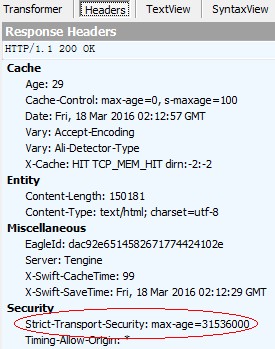 Transformer Headers TextView SyntaxView
Response Headers
HTTP/1.1 200 OK
Cache
Age: 29
Cache-Control: max-age=0, s-maxage=100
Date: Fri, 18 Mar 2016 02:12:57 GMT
Vary: Accept-Encoding
Vary: Ali-Detector-Type
X-Cache: HIT TCP_MEM_HIT dirn:-2:-2
Entity
Content-Length: 150181
Content-Type: text/html; charset=utf-8
Miscellaneous
EagleId: dac92e6514582671774424102e
Server: Tengine
X-Swift-CacheTime: 99
X-Swift-SaveTime: Fri, 18 Mar 2016 02:12:29 GMT
Security
Strict-Transport-Security: max-age=31536000
Timing-Allow-Origin: *